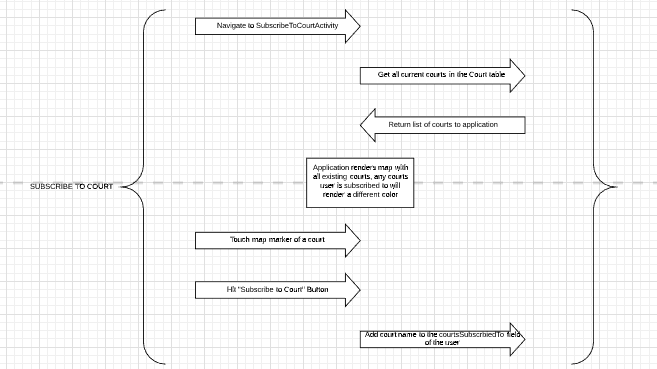 Navigate to SubscribeToCourtActivity
Get all current courts in the Court table
Return list of courts to application
Application renders map with
all existing courts, any courts
user is subscribed to will
render a different color
SUBSCRIBE TO COURT
Touch map marker of a court
Hit "Subscribe to Court" Button
Add court name to the courtsSubscribedTo field
of the user